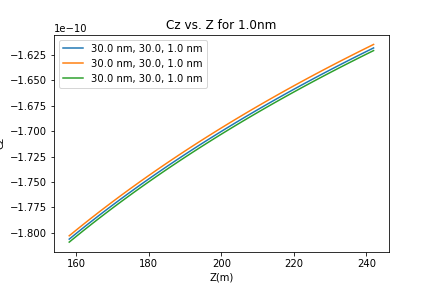 Cz vs. Z for 1.0nm
1e−10
30.0 nm, 30.0, 1.0 nm
30.0 nm, 30.0, 1.0 nm
30.0 nm, 30.0, 1.0 nm
−1.625
−1.650
−1.675
−1.700
−1.725
−1.750
−1.775
−1.800
160 180 200 220 240
Z(m)